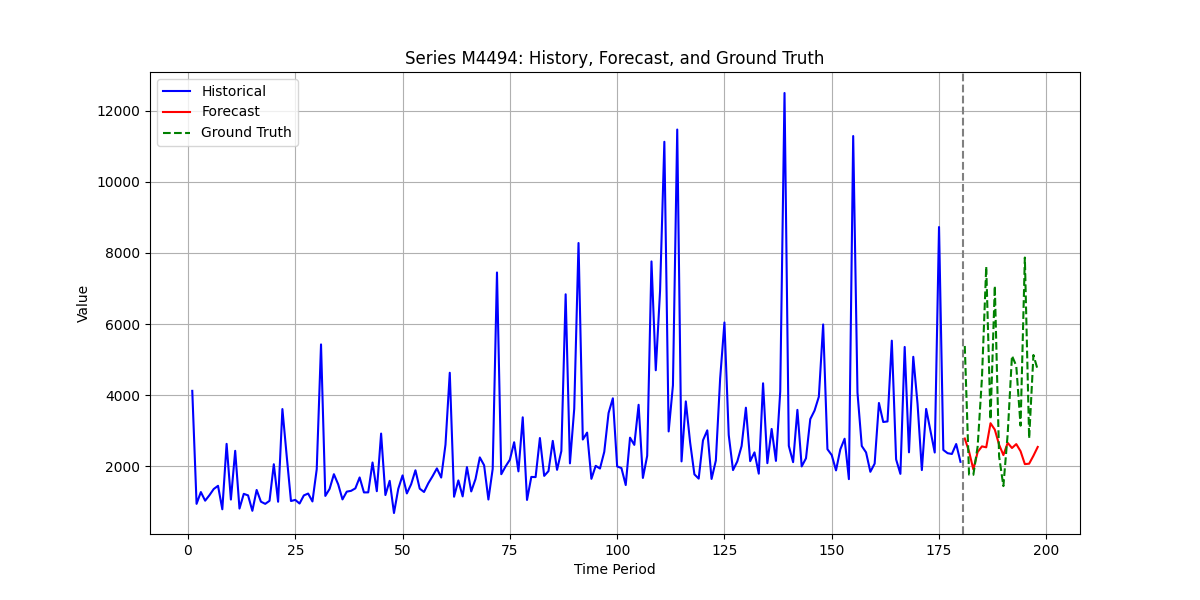 Series M4494: History, Forecast, and Ground Truth
Historical
Forecast
Ground Truth
12000
10000
8000
6000
4000
2000
Value
0
25
50
75
100
125
150
175
200
Time Period